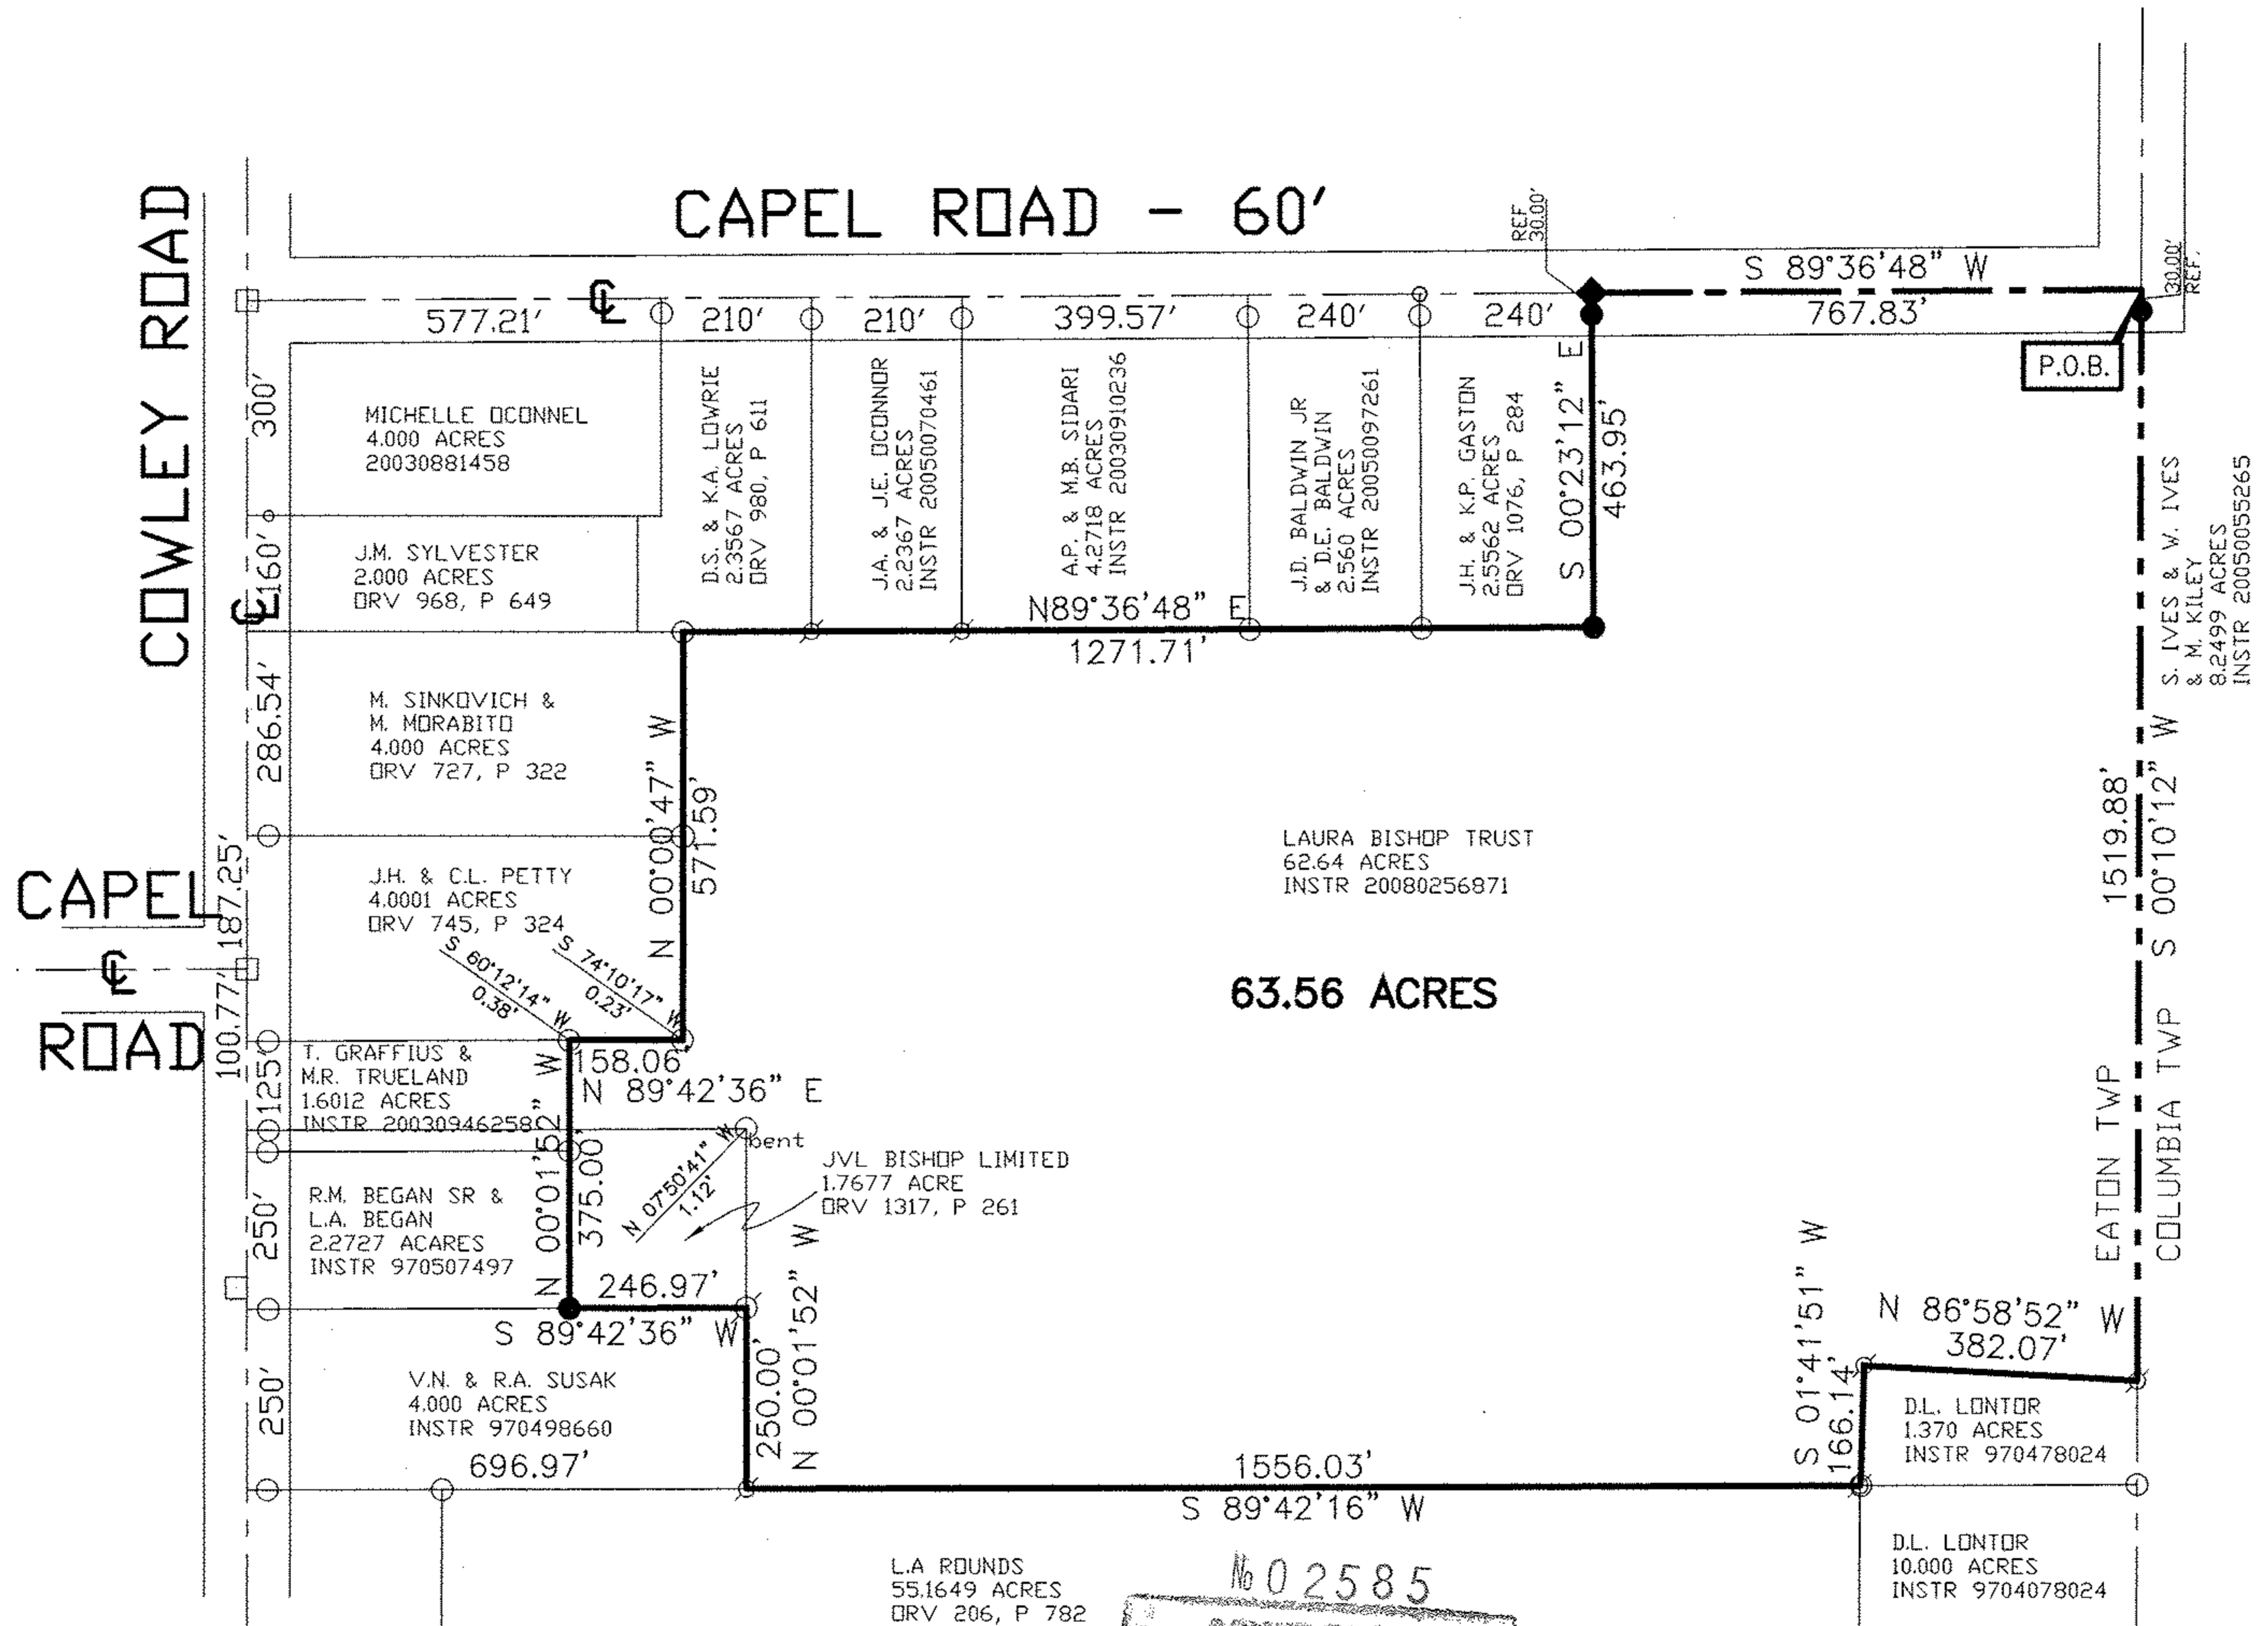 CAPEL ROAD - 60'
COWLEY ROAD
CAPEL
ROAD
REF
30.00'
S 89°36'48" W
767.83'
30.00'
REF.
P.O.B.
577.21'
℄
210'
210'
399.57'
240'
240'
300'
160'
℄
286.54'
187.25'
℄
100.77'
125'
250'
250'
MICHELLE OCONNEL
4.000 ACRES
20030881458
J.M. SYLVESTER
2.000 ACRES
ORV 968, P 649
D.S. & K.A. LOWRIE
2.3567 ACRES
ORV 980, P 611
J.A. & J.E. OCONNOR
2.2367 ACRES
INSTR 20050070461
A.P. & M.B. SIDARI
4.2718 ACRES
INSTR 20030910236
J.D. BALDWIN JR
& D.E. BALDWIN
2.560 ACRES
INSTR 20050097261
J.H. & K.P. GASTON
2.5562 ACRES
ORV 1076, P 284
S 00°23'12" E
463.95'
N89°36'48" E
1271.71'
M. SINKOVICH &
M. MORABITO
4.000 ACRES
ORV 727, P 322
N 00°00'47" W
571.59'
J.H. & C.L. PETTY
4.0001 ACRES
ORV 745, P 324
S 60°12'14" W
0.38'
S 74°10'17" W
0.23'
158.06'
N 89°42'36" E
T. GRAFFIUS &
M.R. TRUELAND
1.6012 ACRES
INSTR 200309462580
N 00°01'52" W
375.00'
bent
N 07°50'41" W
1.12'
JVL BISHOP LIMITED
1.7677 ACRE
ORV 1317, P 261
R.M. BEGAN SR &
L.A. BEGAN
2.2727 ACARES
INSTR 970507497
246.97'
S 89°42'36" W
250.00'
N 00°01'52" W
V.N. & R.A. SUSAK
4.000 ACRES
INSTR 970498660
696.97'
LAURA BISHOP TRUST
62.64 ACRES
INSTR 20080256871
63.56 ACRES
S. IVES & W. IVES
& M. KILEY
8.2499 ACRES
INSTR 20050055265
1519.88'
S 00°10'12" W
EATON TWP
COLUMBIA TWP
N 86°58'52" W
382.07'
S 01°41'51" W
166.14'
D.L. LONTOR
1.370 ACRES
INSTR 970478024
1556.03'
S 89°42'16" W
D.L. LONTOR
10.000 ACRES
INSTR 9704078024
L.A ROUNDS
55.1649 ACRES
ORV 206, P 782
No 02585